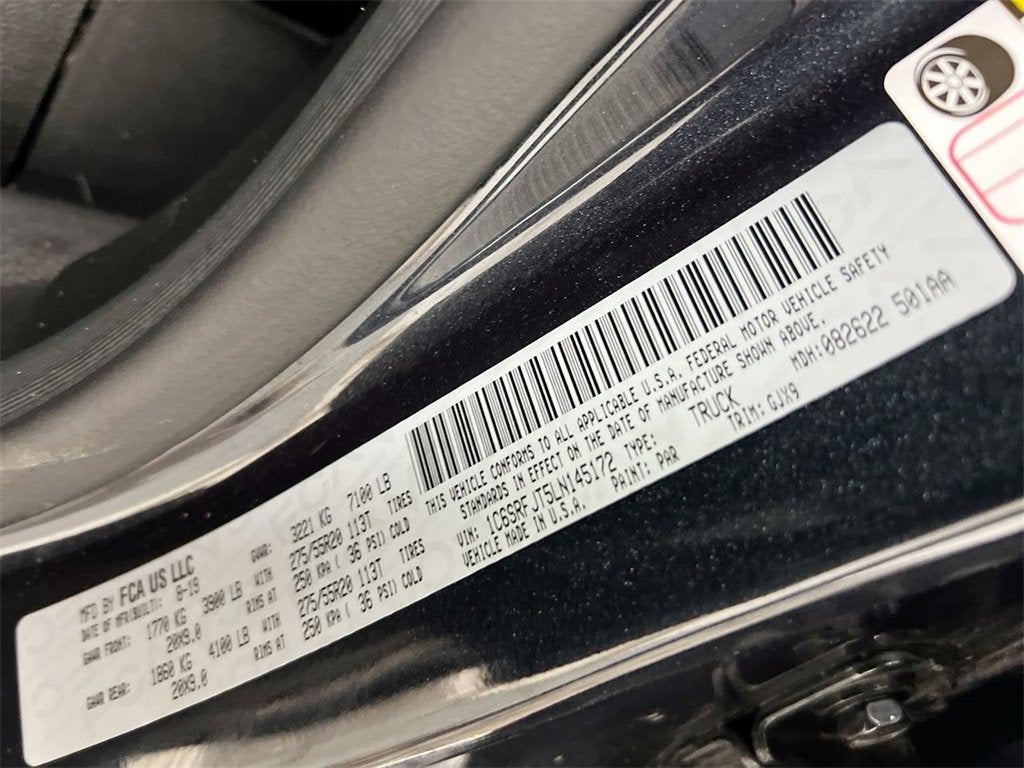 MFD BY FCA US LLC
DATE OF MFR(BUILT): 8-19
GVWR: 3221 KG 7100 LB
GAWR FRONT: 1770 KG 3900 LB WITH 275/55R20 113T TIRES
20X9.0 RIMS AT 250 KPA ( 36 PSI) COLD
GAWR REAR: 1860 KG 4100 LB WITH 275/55R20 113T TIRES
20X9.0 RIMS AT 250 KPA ( 36 PSI) COLD
THIS VEHICLE CONFORMS TO ALL APPLICABLE U.S.A. FEDERAL MOTOR VEHICLE SAFETY
STANDARDS IN EFFECT ON THE DATE OF MANUFACTURE SHOWN ABOVE.
MDH:082622 501AA
VIN: 1C6SRFJT5LN145172 TYPE: TRUCK
VEHICLE MADE IN U.S.A. PAINT: PAR TRIM: GJX9